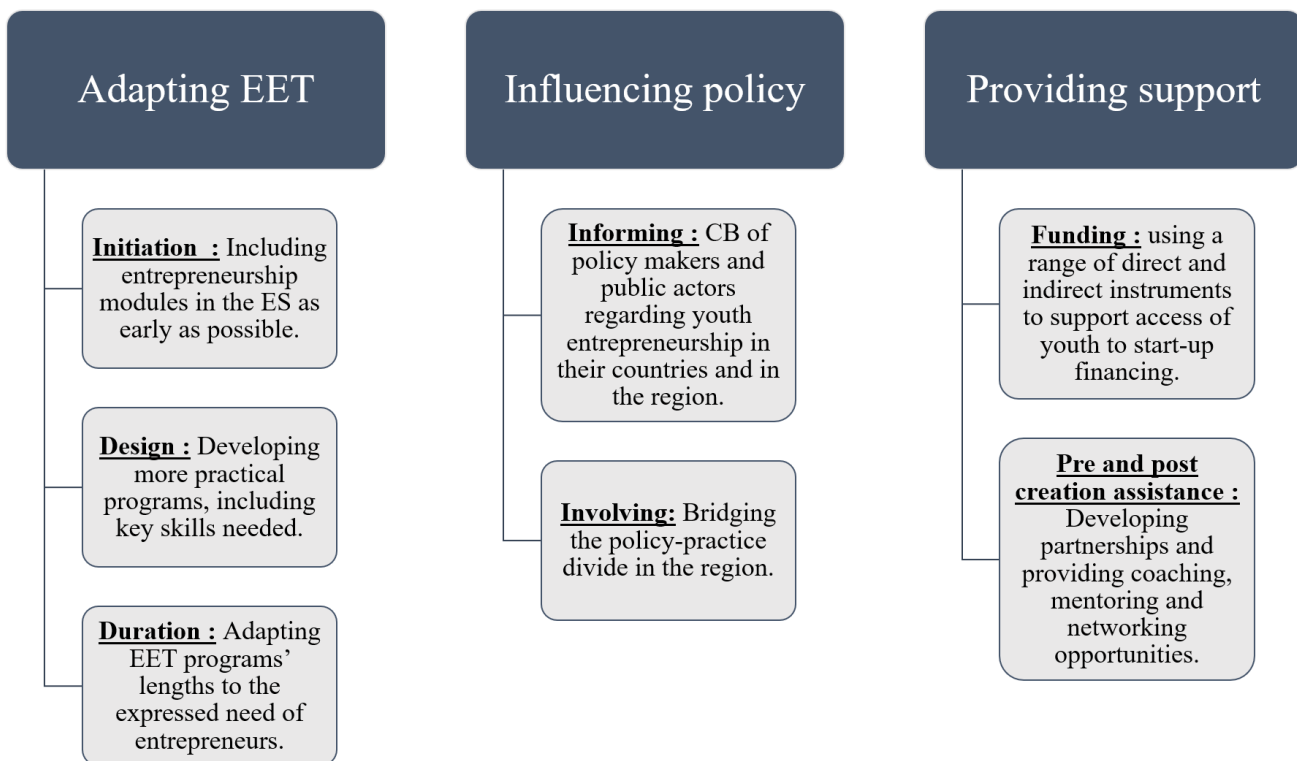 Adapting EET
Initiation : Including
entrepreneurship
modules in the ES as
early as possible.
Design : Developing
more practical
programs, including
key skills needed.
Duration : Adapting
EET programs’
lengths to the
expressed need of
entrepreneurs.
Influencing policy
Informing : CB of
policy makers and
public actors
regarding youth
entrepreneurship in
their countries and in
the region.
Involving: Bridging
the policy-practice
divide in the region.
Providing support
Funding : using a
range of direct and
indirect instruments
to support access of
youth to start-up
financing.
Pre and post
creation assistance :
Developing
partnerships and
providing coaching,
mentoring and
networking
opportunities.